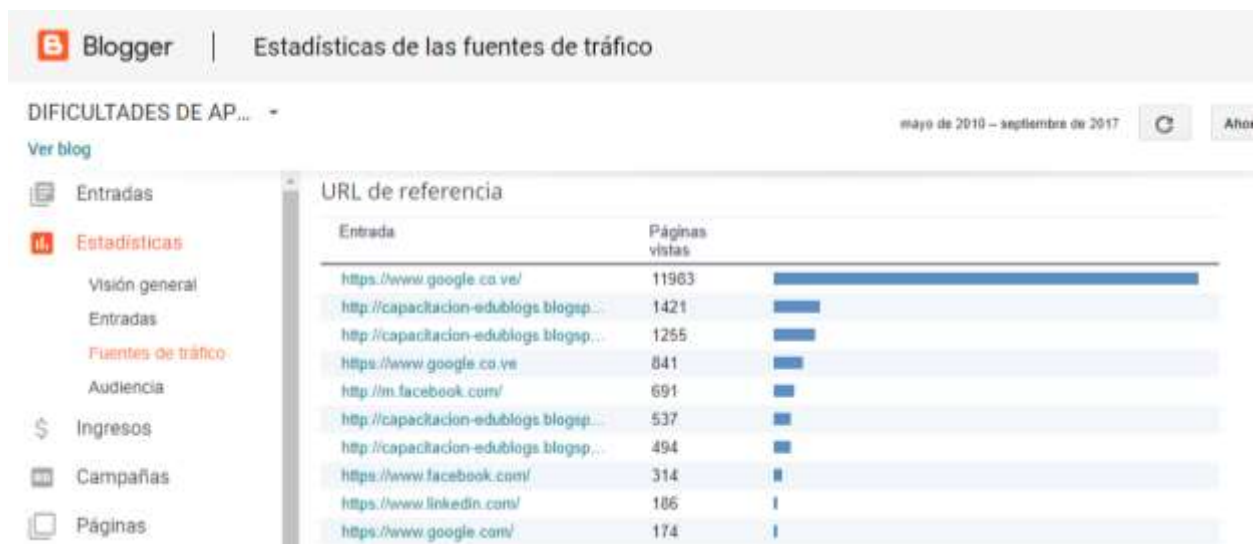 Blogger | Estadísticas de las fuentes de tráfico
DIFICULTADES DE AP...
mayo de 2010 – septiembre de 2017
Ahor
Ver blog
Entradas
Estadísticas
Visión general
Entradas
Fuentes de tráfico
Audiencia
Ingresos
Campañas
Páginas
URL de referencia
Entrada Páginas
vistas
https://www.google.co.ve/ 11983
http://capacitacion-edublogs.blogsp... 1421
http://capacitacion-edublogs.blogsp... 1255
https://www.google.co.ve 841
http://m.facebook.com/ 691
http://capacitacion-edublogs.blogsp... 537
http://capacitacion-edublogs.blogsp... 494
https://www.facebook.com/ 314
https://www.linkedin.com/ 186
https://www.google.com/ 174